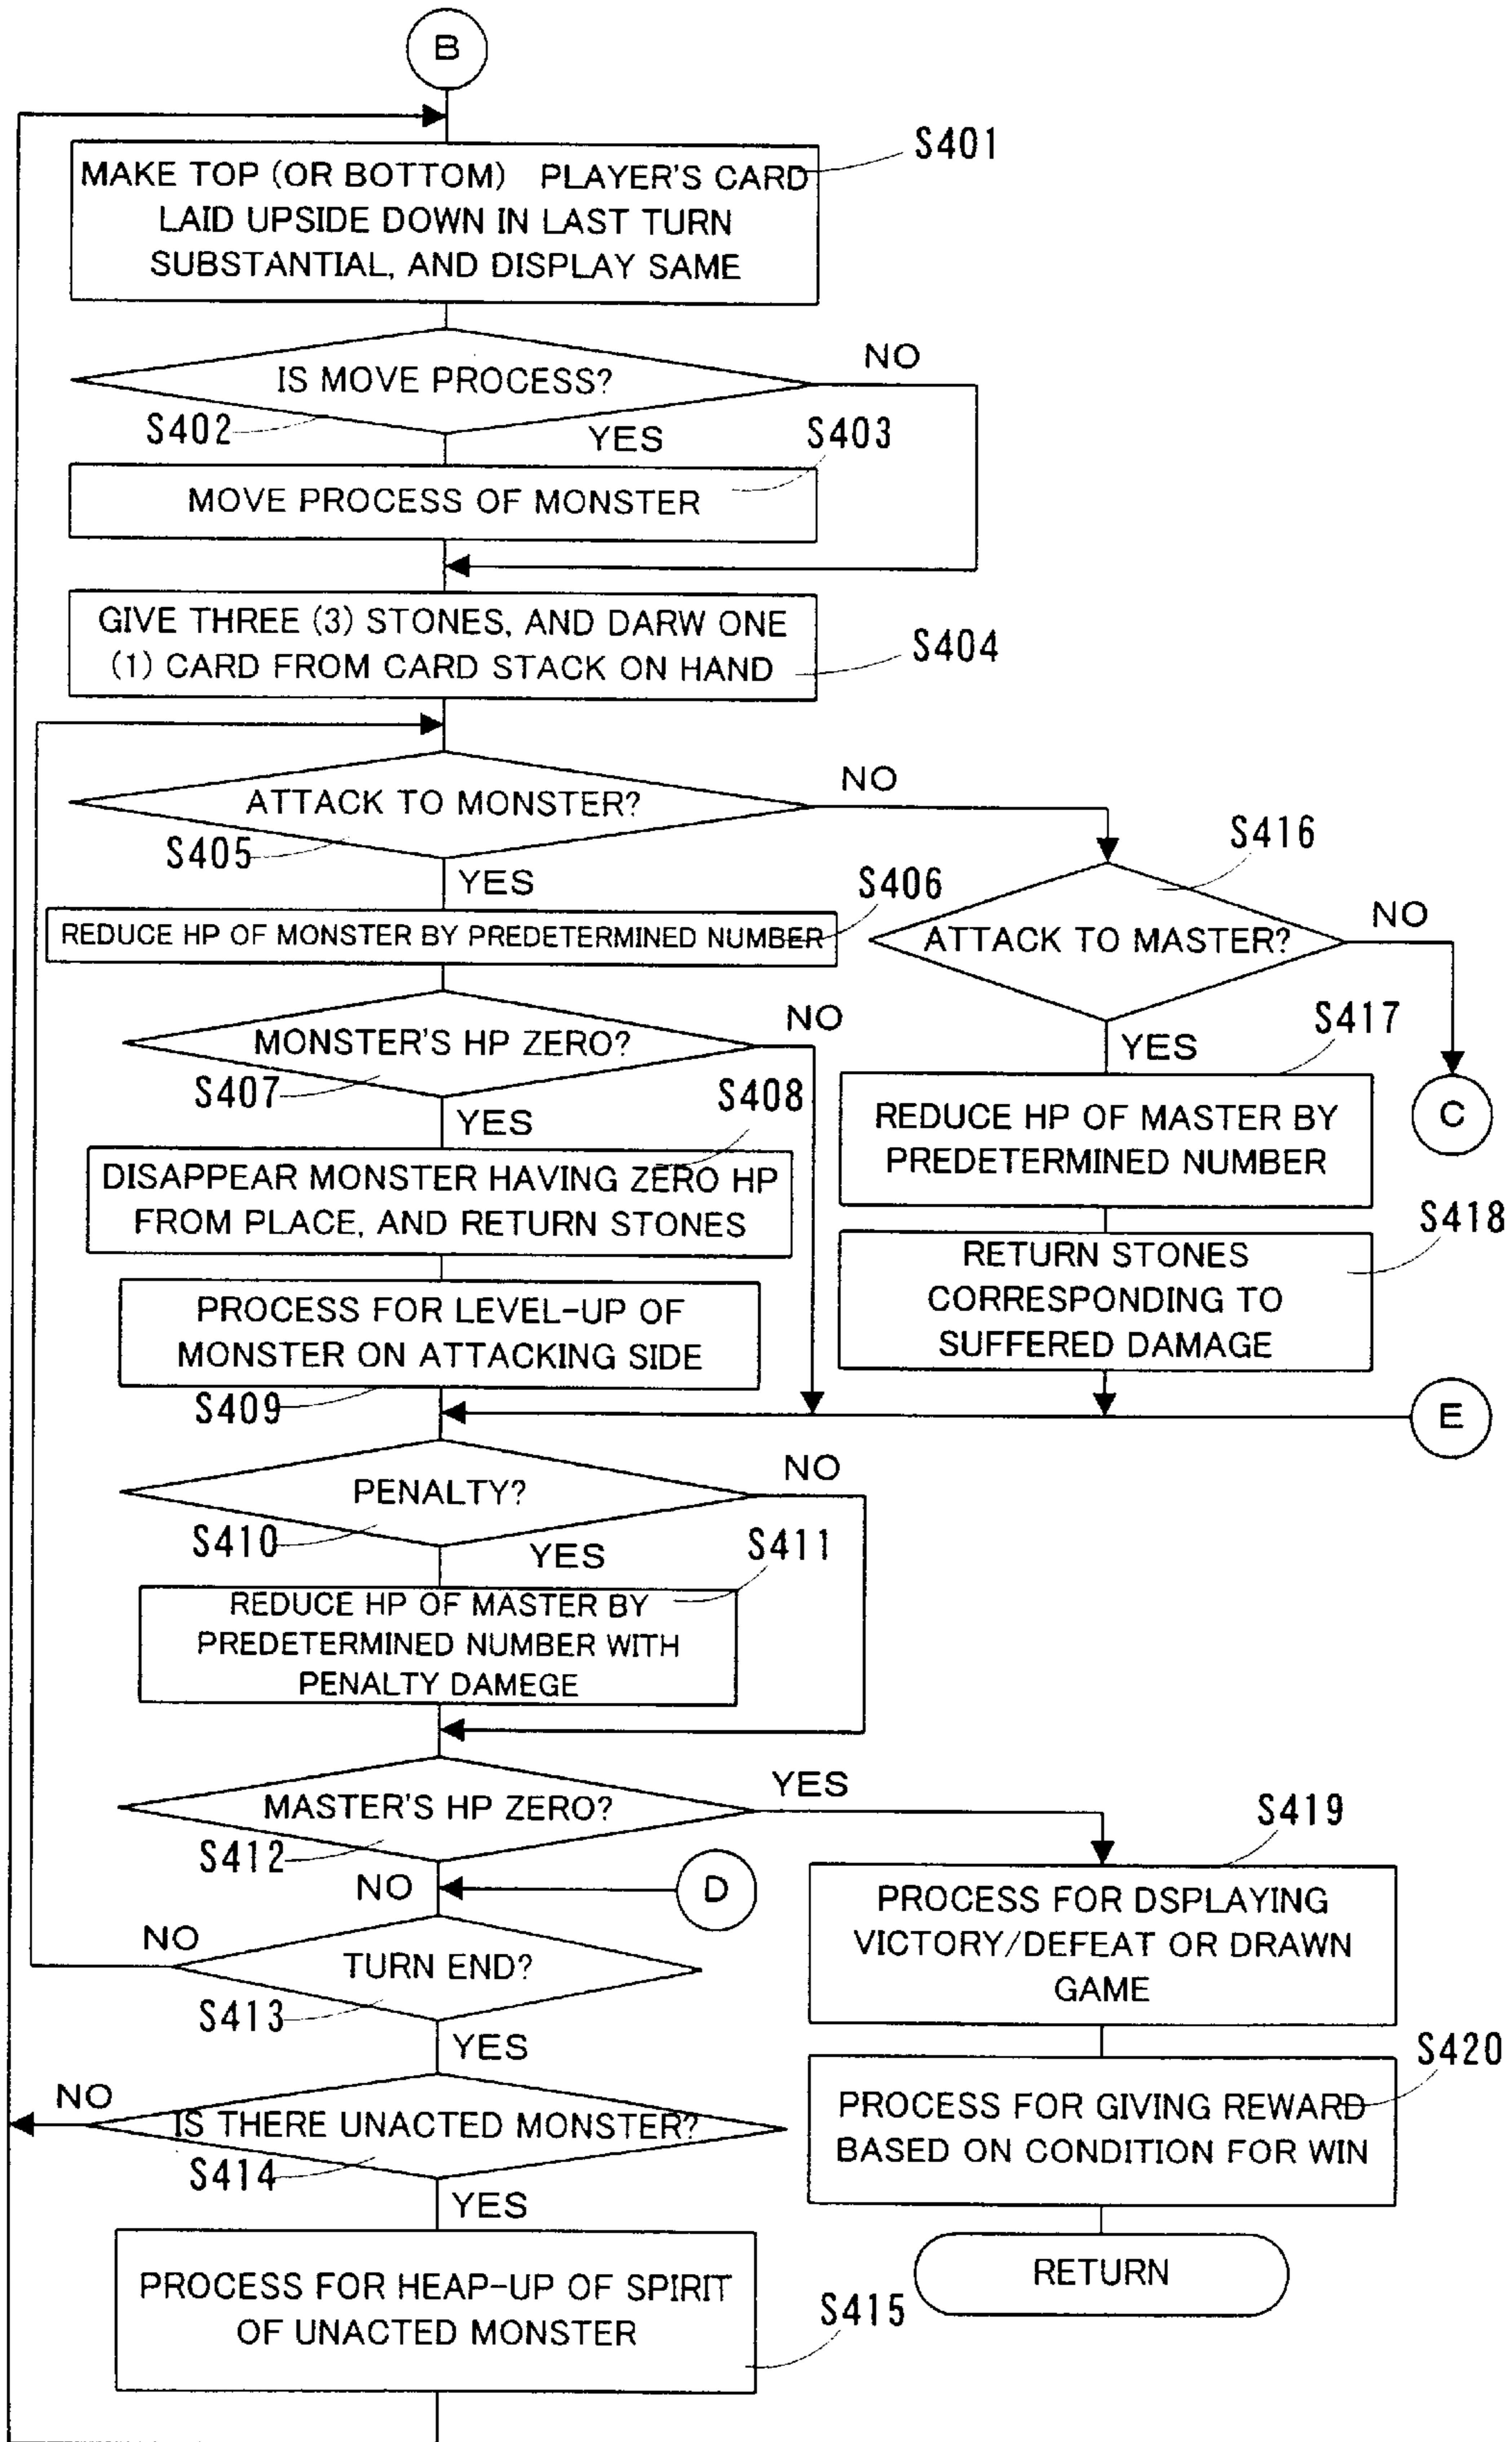 B
S401
MAKE TOP (OR BOTTOM) PLAYER'S CARD
LAID UPSIDE DOWN IN LAST TURN
SUBSTANTIAL, AND DISPLAY SAME
NO
IS MOVE PROCESS?
S402
YES
S403
MOVE PROCESS OF MONSTER
GIVE THREE (3) STONES, AND DARW ONE
(1) CARD FROM CARD STACK ON HAND
S404
NO
ATTACK TO MONSTER?
S405
YES
S416
S406
REDUCE HP OF MONSTER BY PREDETERMINED NUMBER
NO
ATTACK TO MASTER?
NO
MONSTER'S HP ZERO?
S407
YES
S408
S417
YES
C
REDUCE HP OF MASTER BY
PREDETERMINED NUMBER
DISAPPEAR MONSTER HAVING ZERO HP
FROM PLACE, AND RETURN STONES
S418
RETURN STONES
CORRESPONDING TO
SUFFERED DAMAGE
PROCESS FOR LEVEL-UP OF
MONSTER ON ATTACKING SIDE
S409
E
NO
PENALTY?
S410
YES
S411
REDUCE HP OF MASTER BY
PREDETERMINED NUMBER WITH
PENALTY DAMEGE
YES
MASTER'S HP ZERO?
S412
S419
NO
D
PROCESS FOR DSPLAYING
VICTORY/DEFEAT OR DRAWN
GAME
NO
TURN END?
S413
YES
S420
NO
IS THERE UNACTED MONSTER?
S414
YES
PROCESS FOR GIVING REWARD
BASED ON CONDITION FOR WIN
RETURN
PROCESS FOR HEAP-UP OF SPIRIT
OF UNACTED MONSTER
S415